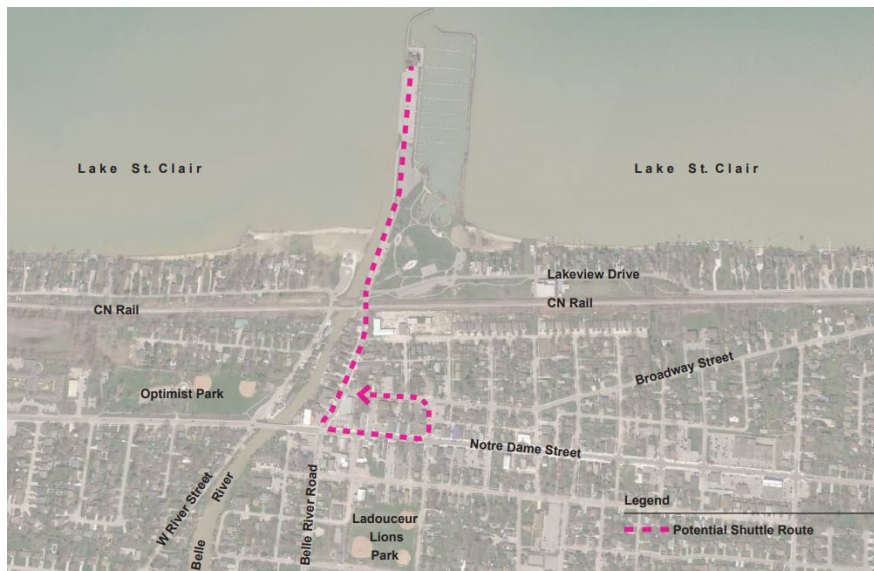 Lake St. Clair
Lake St. Clair
Lakeview Drive
CN Rail
CN Rail
Broadway Street
Optimist Park
Notre Dame Street
W River Street
Belle River
Belle River Road
Ladouceur
Lions
Park
Legend
Potential Shuttle Route